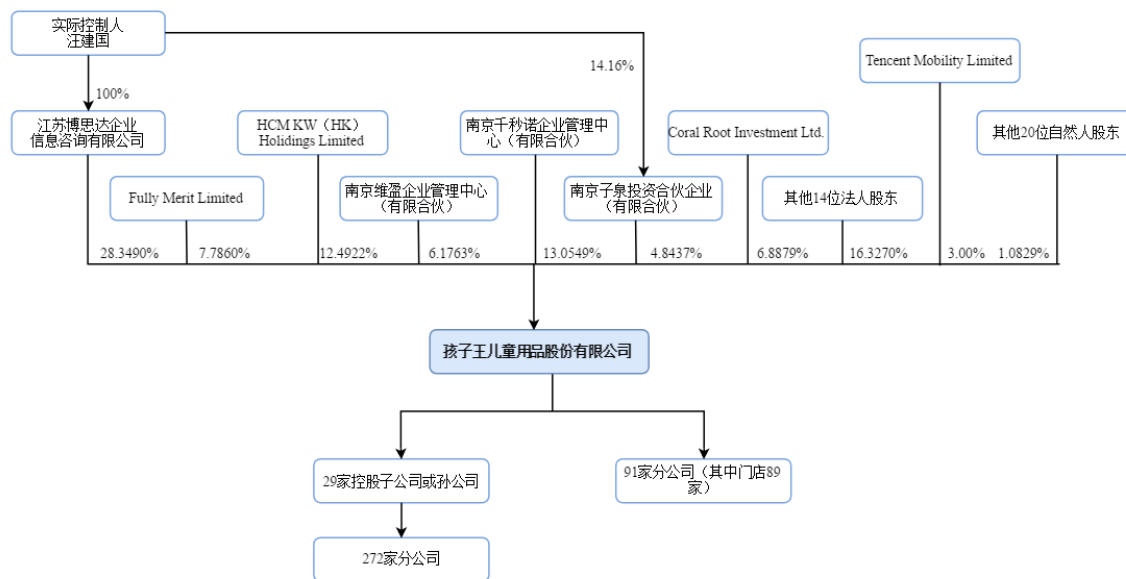 实际控制人
汪建国
14.16%
Tencent Mobility Limited
100%
江苏博思达企业
信息咨询有限公司
HCM KW（HK）
Holidings Limited
南京千秒诺企业管理中
心（有限合伙）
Coral Root Investment Ltd.
其他20位自然人股东
Fully Merit Limited
南京维盈企业管理中心
（有限合伙）
南京子泉投资合伙企业
（有限合伙）
其他14位法人股东
28.3490%
7.7860%
12.4922%
6.1763%
13.0549%
4.8437%
6.8879%
16.3270%
3.00%
1.0829%
孩子王儿童用品股份有限公司
29家控股子公司或孙公司
91家分公司（其中门店89
家）
272家分公司